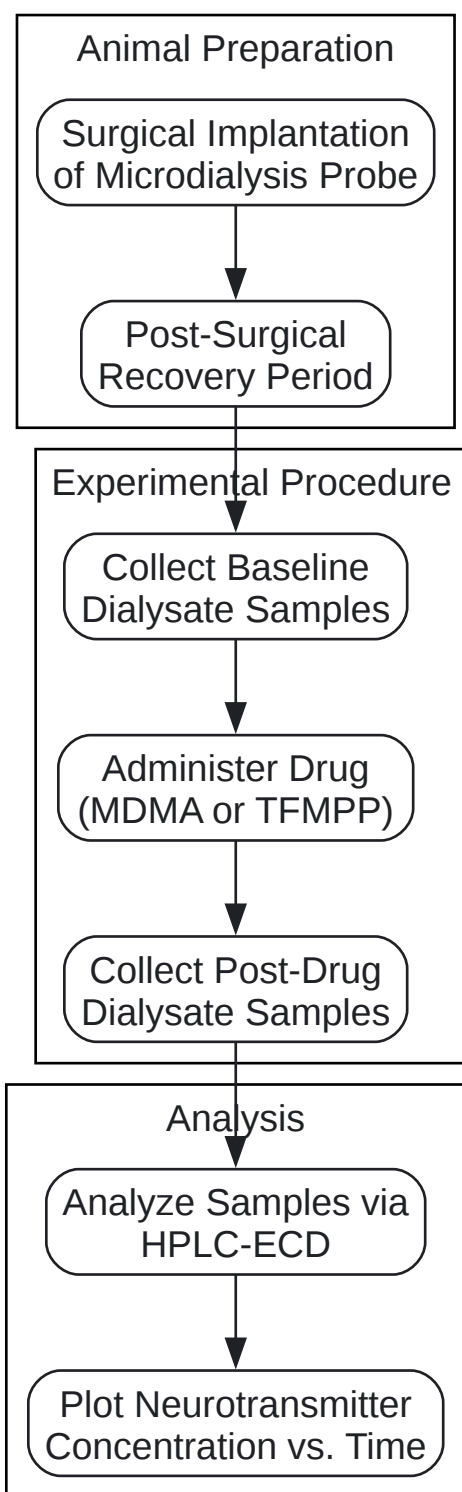 Animal Preparation
Surgical Implantation
of Microdialysis Probe
Post-Surgical
Recovery Period
Experimental Procedure
Collect Baseline
Dialysate Samples
Administer Drug
(MDMA or TFMPP)
Collect Post-Drug
Dialysate Samples
Analysis
Analyze Samples via
HPLC-ECD
Plot Neurotransmitter
Concentration vs. Time